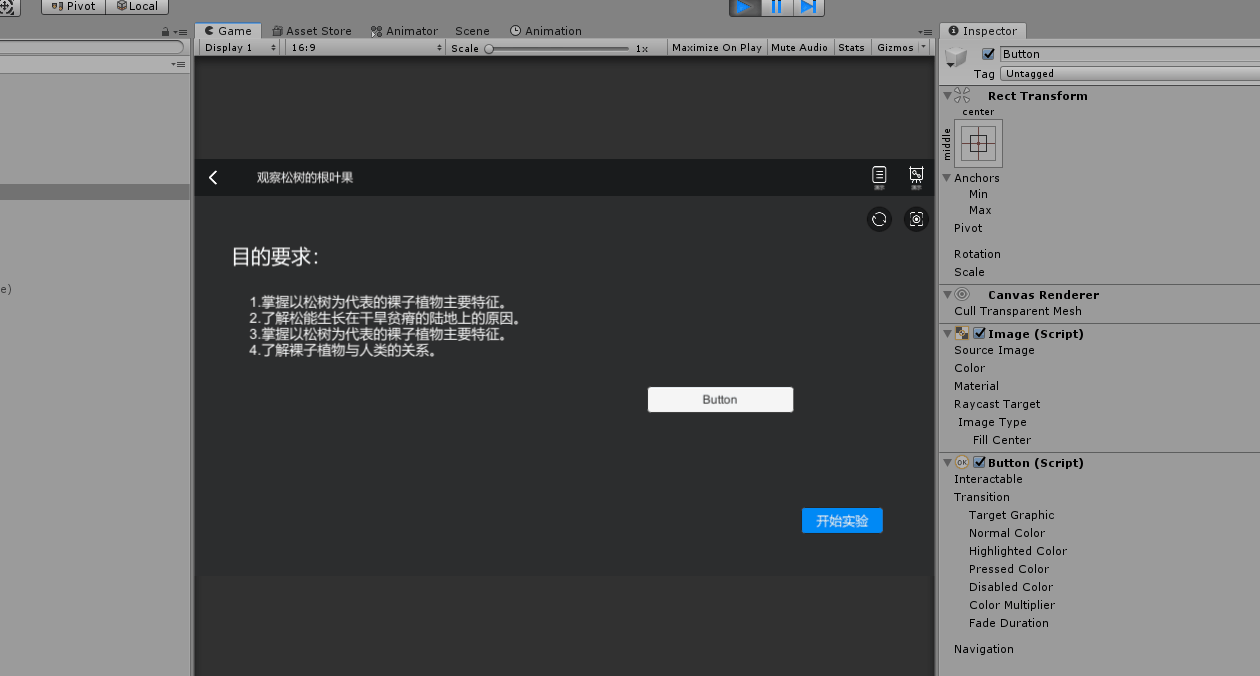 Pivot Local
Game Asset Store Animator Scene Animation
Display 1 16:9 Scale 1x Maximize On Play Mute Audio Stats Gizmos
观察松树的根叶果
目的要求：
1.掌握以松树为代表的裸子植物主要特征。
2.了解松能生长在干旱贫瘠的陆地上的原因。
3.掌握以松树为代表的裸子植物主要特征。
4.了解裸子植物与人类的关系。
Button
开始实验
e)
Inspector
Button
Tag Untagged
Rect Transform
center
middle
Anchors
Min
Max
Pivot
Rotation
Scale
Canvas Renderer
Cull Transparent Mesh
Image (Script)
Source Image
Color
Material
Raycast Target
Image Type
Fill Center
OK Button (Script)
Interactable
Transition
Target Graphic
Normal Color
Highlighted Color
Pressed Color
Disabled Color
Color Multiplier
Fade Duration
Navigation